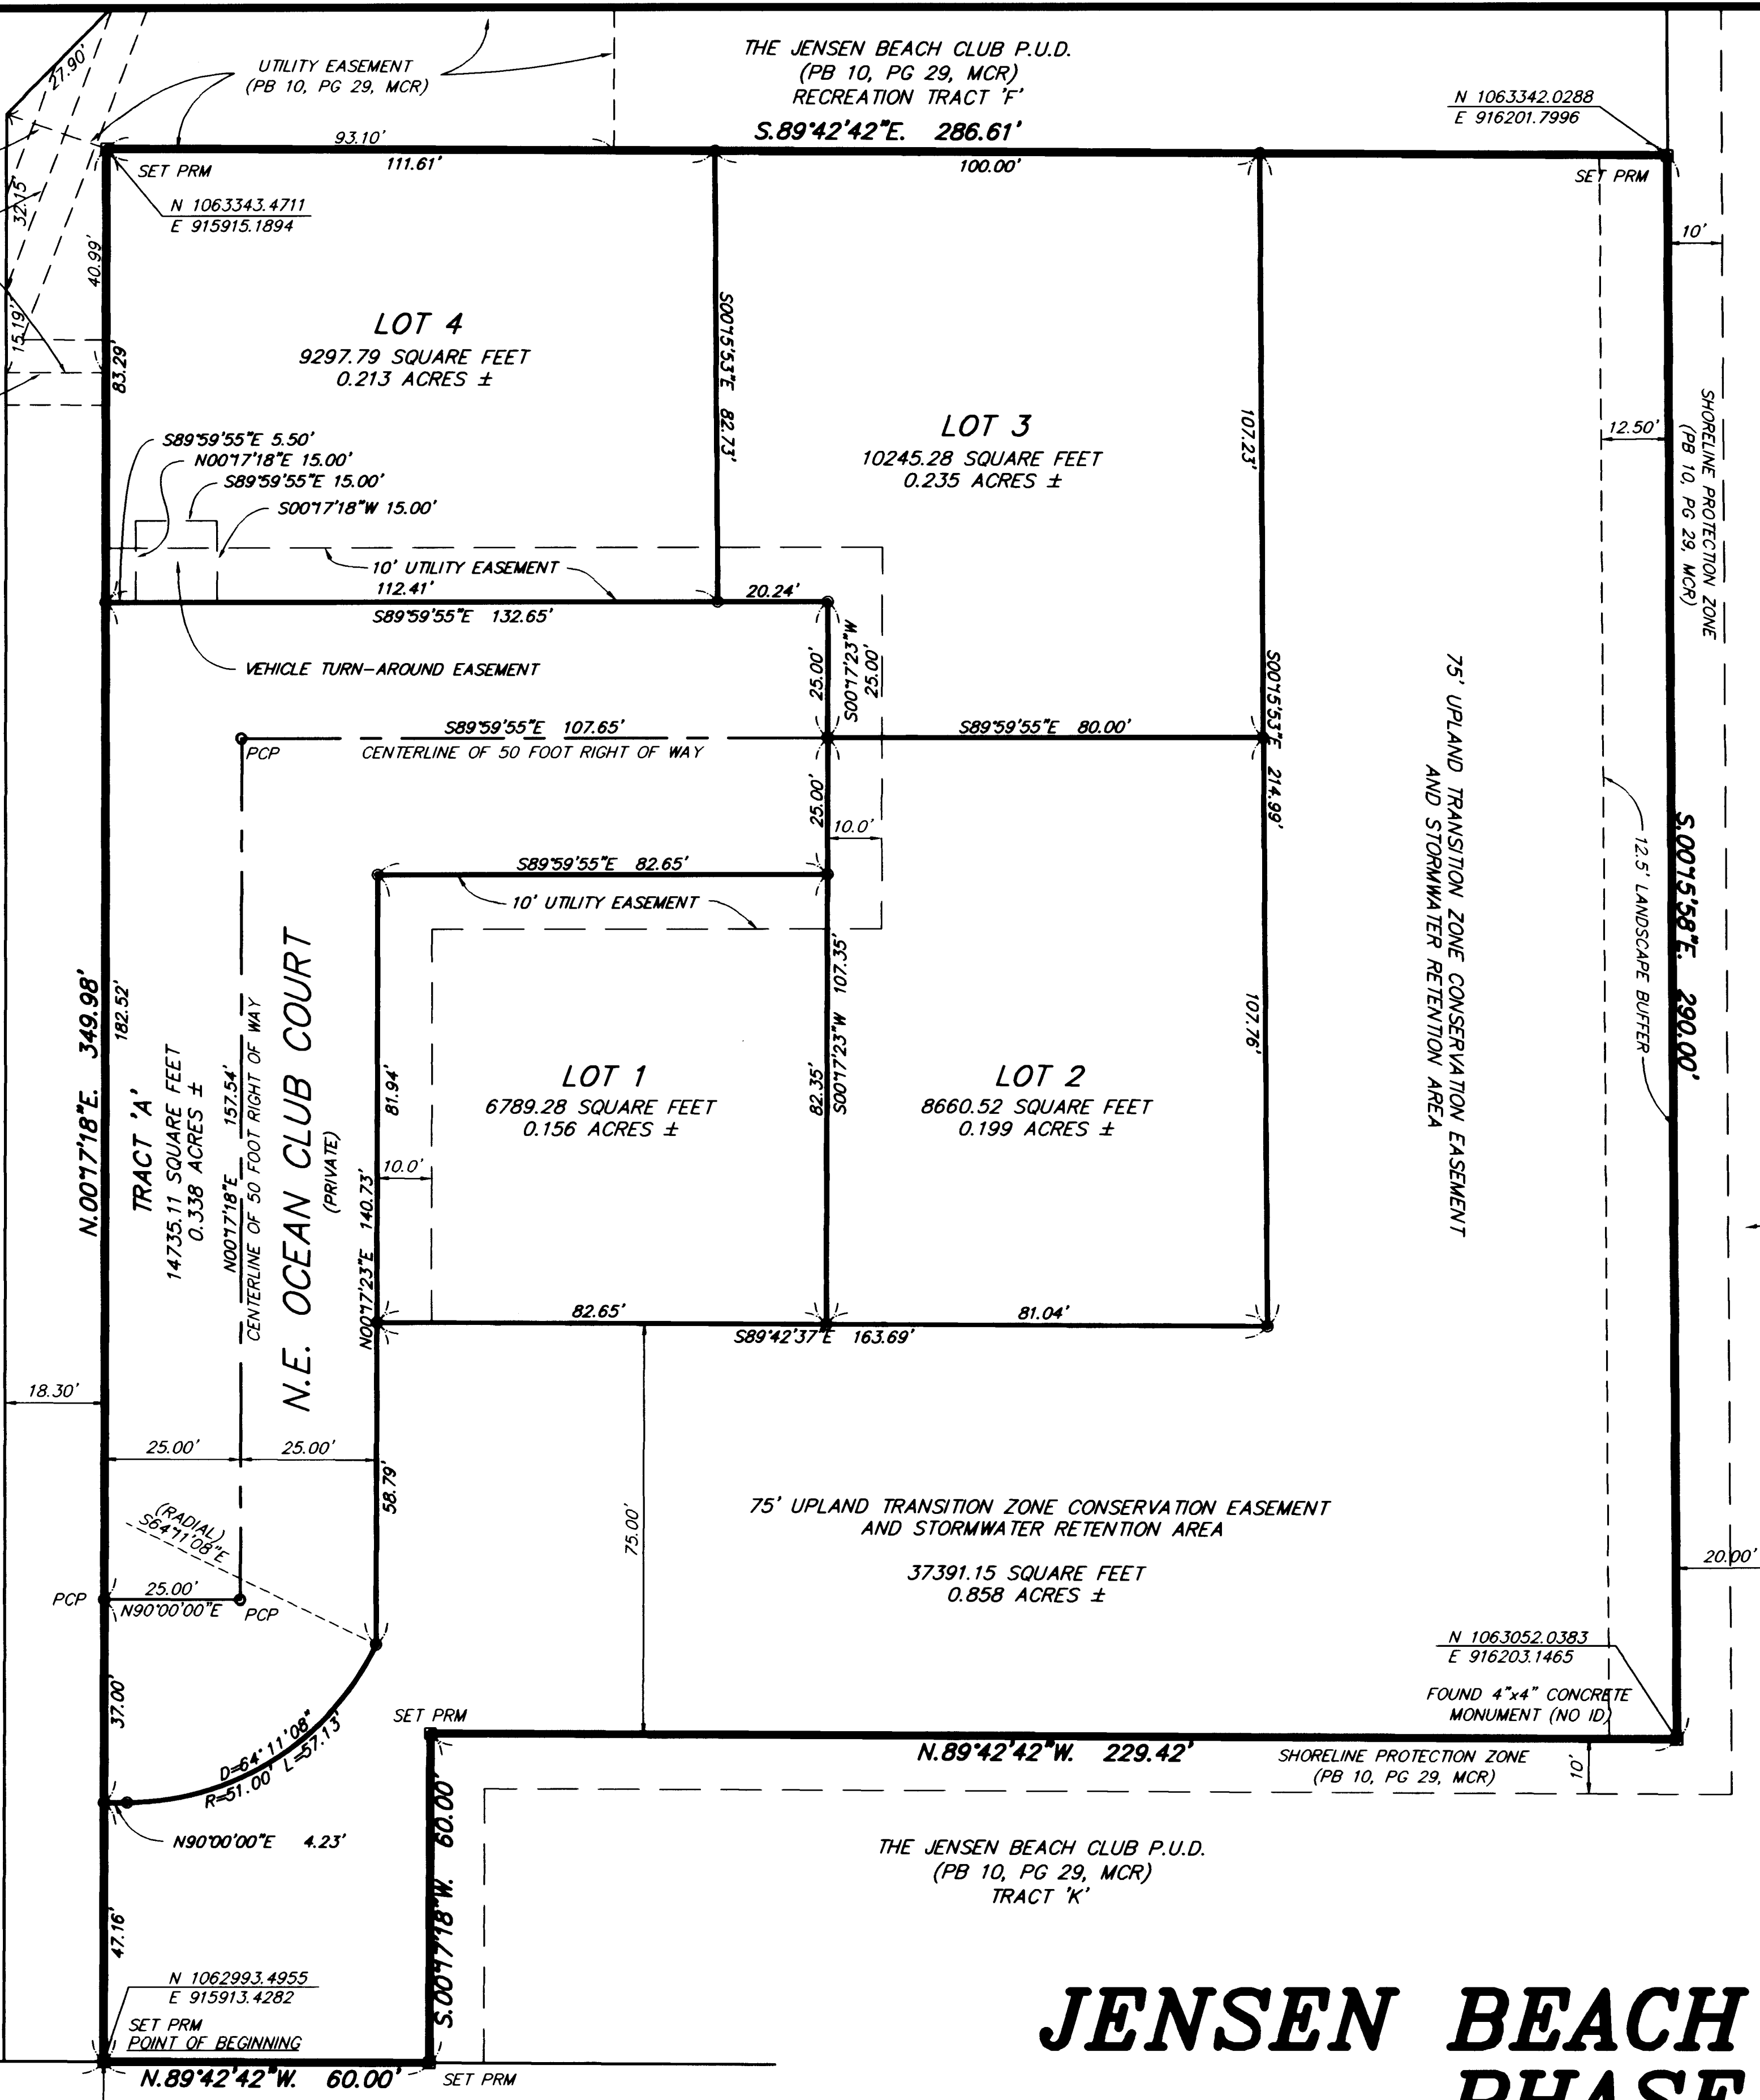 27.90'
UTILITY EASEMENT
(PB 10, PG 29, MCR)
THE JENSEN BEACH CLUB P.U.D.
(PB 10, PG 29, MCR)
RECREATION TRACT 'F'
S.89°42'42"E. 286.61'
N 1063342.0288
E 916201.7996
93.10'
111.61'
100.00'
SET PRM
SET PRM
N 1063343.4711
E 915915.1894
32.15'
40.99'
15.19'
83.29'
10'
LOT 4
9297.79 SQUARE FEET
0.213 ACRES ±
S00°15'53"E 82.73'
LOT 3
10245.28 SQUARE FEET
0.235 ACRES ±
107.23'
12.50'
SHORELINE PROTECTION ZONE
(PB 10, PG 29, MCR)
S89°59'55"E 5.50'
N00°17'18"E 15.00'
S89°59'55"E 15.00'
S00°17'18"W 15.00'
10' UTILITY EASEMENT
112.41'
20.24'
S89°59'55"E 132.65'
VEHICLE TURN-AROUND EASEMENT
25.00'
S00°17'23"W
25.00'
S89°59'55"E 107.65'
CENTERLINE OF 50 FOOT RIGHT OF WAY
PCP
S89°59'55"E 80.00'
S00°15'53"E 214.99'
75' UPLAND TRANSITION ZONE CONSERVATION EASEMENT
AND STORMWATER RETENTION AREA
12.5' LANDSCAPE BUFFER
S.00°15'58"E. 290.00'
25.00'
10.0'
S89°59'55"E 82.65'
10' UTILITY EASEMENT
N.00°17'18"E. 349.98'
182.52'
TRACT 'A'
14735.11 SQUARE FEET
0.338 ACRES ±
N00°17'18"E 157.54'
CENTERLINE OF 50 FOOT RIGHT OF WAY
N.E. OCEAN CLUB COURT
(PRIVATE)
81.94'
N00°17'23"E 140.73'
10.0'
LOT 1
6789.28 SQUARE FEET
0.156 ACRES ±
82.35'
S00°17'23"W 107.35'
LOT 2
8660.52 SQUARE FEET
0.199 ACRES ±
107.76'
82.65'
81.04'
S89°42'37"E 163.69'
18.30'
25.00'
25.00'
58.79'
75.00'
75' UPLAND TRANSITION ZONE CONSERVATION EASEMENT
AND STORMWATER RETENTION AREA
37391.15 SQUARE FEET
0.858 ACRES ±
(RADIAL)
S64°11'08"E
20.00'
PCP
25.00'
N90°00'00"E
PCP
N 1063052.0383
E 916203.1465
FOUND 4"x4" CONCRETE
MONUMENT (NO ID)
37.00'
D=64°11'08"
R=51.00' L=57.13'
SET PRM
N.89°42'42"W. 229.42'
SHORELINE PROTECTION ZONE
(PB 10, PG 29, MCR)
10'
N90°00'00"E 4.23'
S.00°17'18"W. 60.00'
THE JENSEN BEACH CLUB P.U.D.
(PB 10, PG 29, MCR)
TRACT 'K'
47.16'
N 1062993.4955
E 915913.4282
SET PRM
POINT OF BEGINNING
N.89°42'42"W. 60.00'
SET PRM
JENSEN BEACH
PHASE